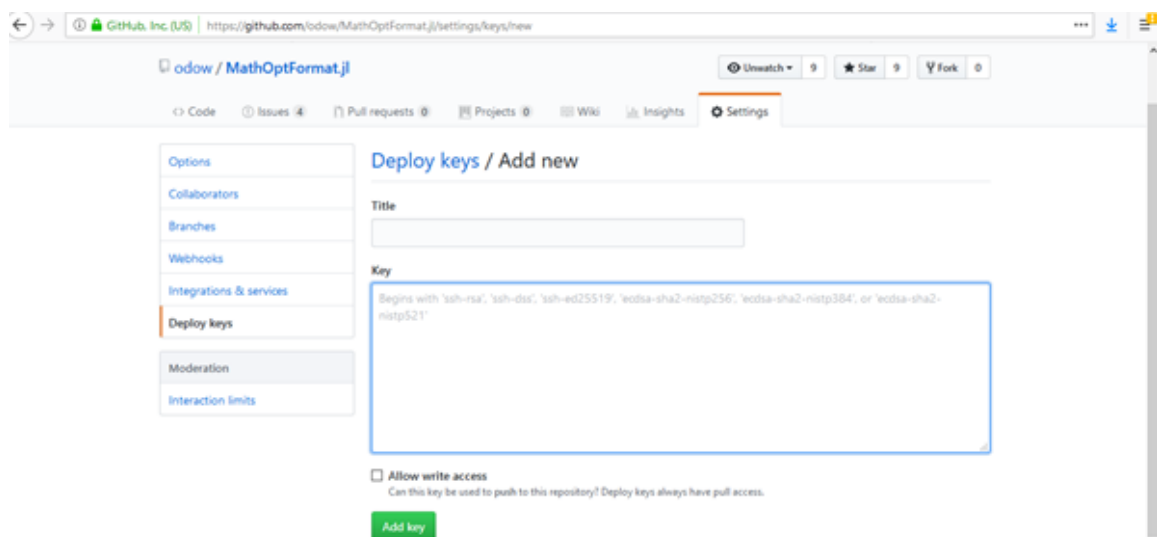 GitHub, Inc. (US) https://github.com/odow/MathOptFormat.jl/settings/keys/new
odow / MathOptFormat.jl Unwatch 9 Star 9 Fork 0
<> Code Issues 4 Pull requests 0 Projects 0 Wiki Insights Settings
Options
Collaborators
Branches
Webhooks
Integrations & services
Deploy keys
Moderation
Interaction limits
Deploy keys / Add new
Title
Key
Begins with 'ssh-rsa', 'ssh-dss', 'ssh-ed25519', 'ecdsa-sha2-nistp256', 'ecdsa-sha2-nistp384', or 'ecdsa-sha2-
nistp521'
Allow write access
Can this key be used to push to this repository? Deploy keys always have pull access.
Add key